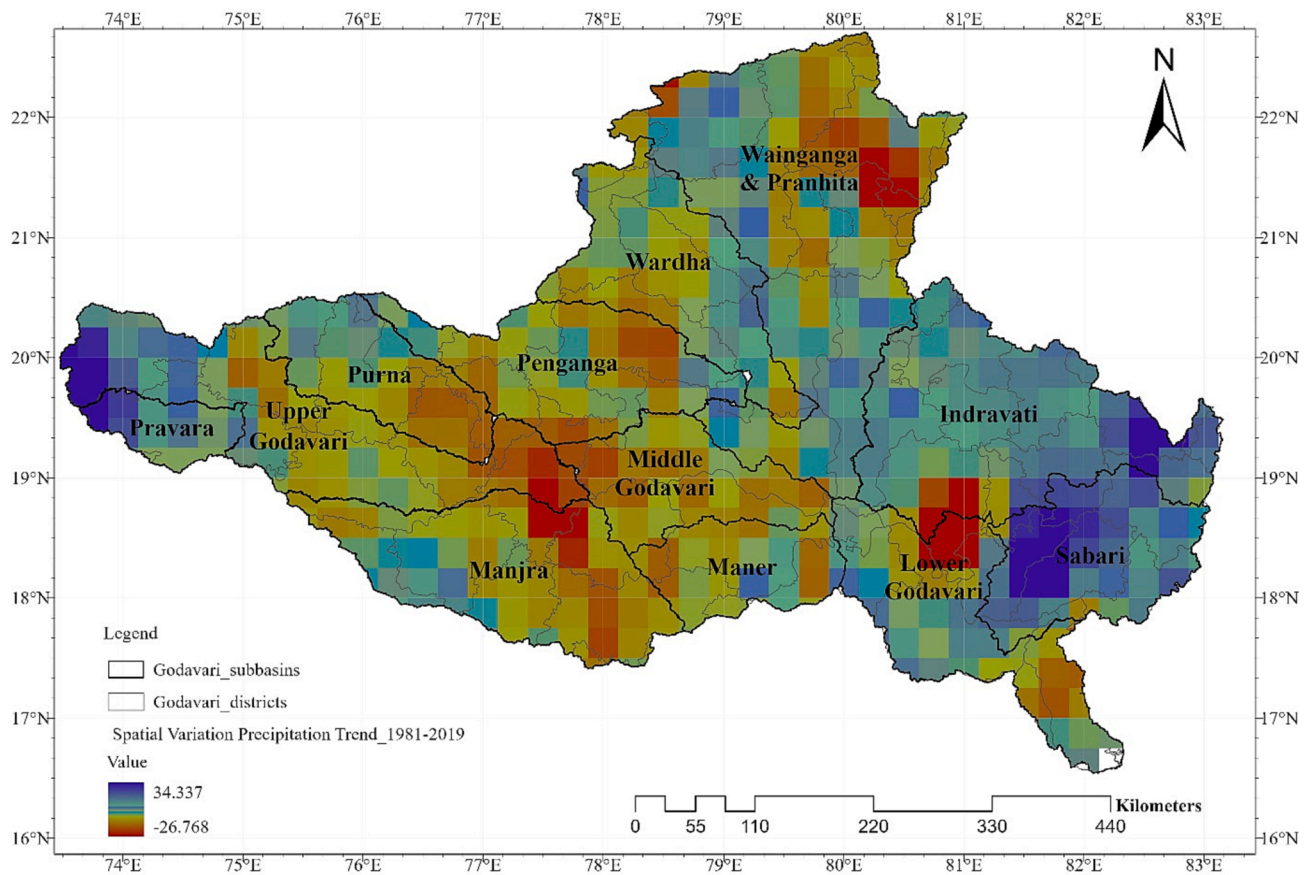 74°E 75°E 76°E 77°E 78°E 79°E 80°E 81°E 82°E 83°E
N
22°N 22°N
Wainganga
& Pranhita
21°N 21°N
Wardha
20°N 20°N
Purna Penganga
Pravara Upper
Godavari
Indravati
19°N 19°N
Middle
Godavari
Manjra Maner Lower
Godavari
Sabari
18°N 18°N
Legend
Godavari_subbasins
Godavari_districts
17°N 17°N
Spatial Variation Precipitation Trend_1981-2019
Value
34.337
-26.768
Kilometers
0 55 110 220 330 440
16°N 16°N
74°E 75°E 76°E 77°E 78°E 79°E 80°E 81°E 82°E 83°E